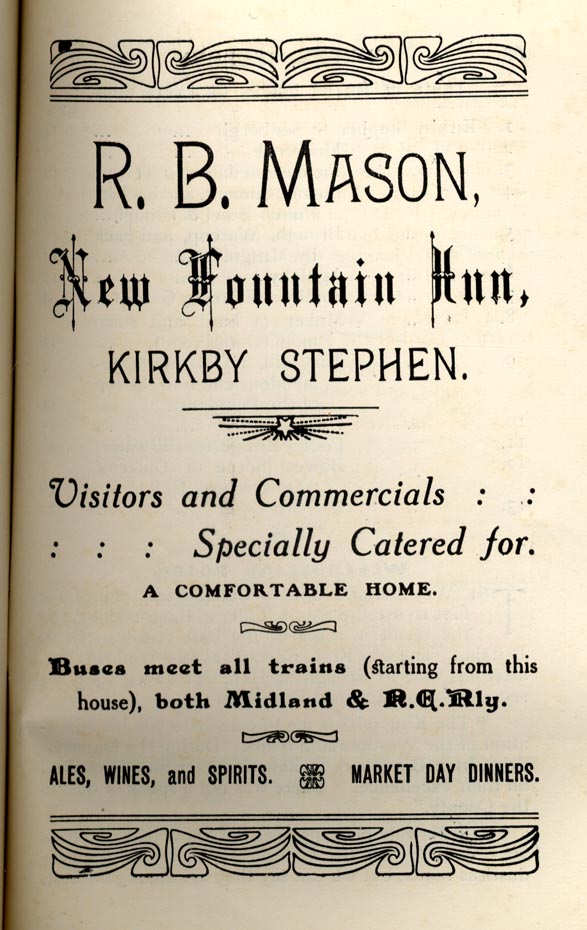 R. B. MASON,
New Fountain Inn,
KIRKBY STEPHEN.
Visitors and Commercials : :
: : : Specially Catered for.
A COMFORTABLE HOME.
Buses meet all trains (starting from this
house), both Midland & N.E.Rly.
ALES, WINES, and SPIRITS. MARKET DAY DINNERS.